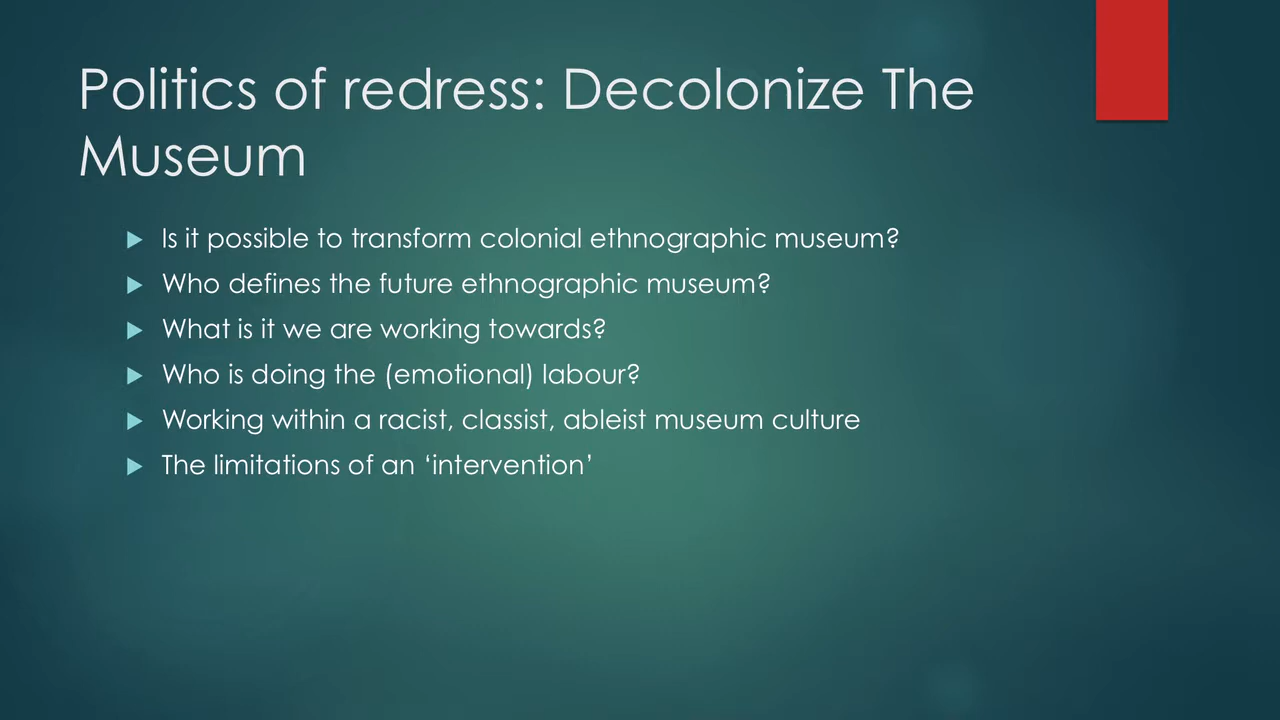 Politics of redress: Decolonize The
Museum
Is it possible to transform colonial ethnographic museum?
Who defines the future ethnographic museum?
What is it we are working towards?
Who is doing the (emotional) labour?
Working within a racist, classist, ableist museum culture
The limitations of an ‘intervention’